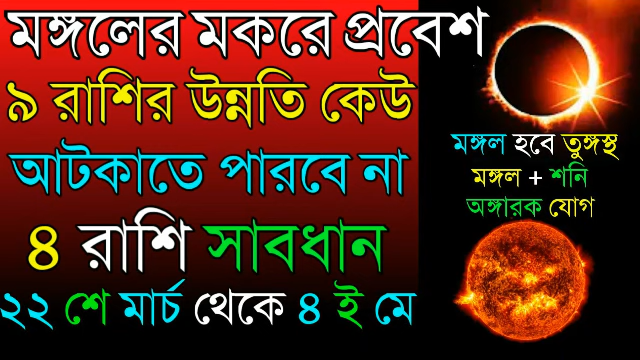 মঙ্গলের মকরে প্রবেশ
৯ রাশির উন্নতি কেউ
আটকাতে পারবে না
৪ রাশি সাবধান
২২ শে মার্চ থেকে ৪ ই মে
মঙ্গল হবে তুঙ্গস্থ
মঙ্গল + শনি
অঙ্গারক যোগ